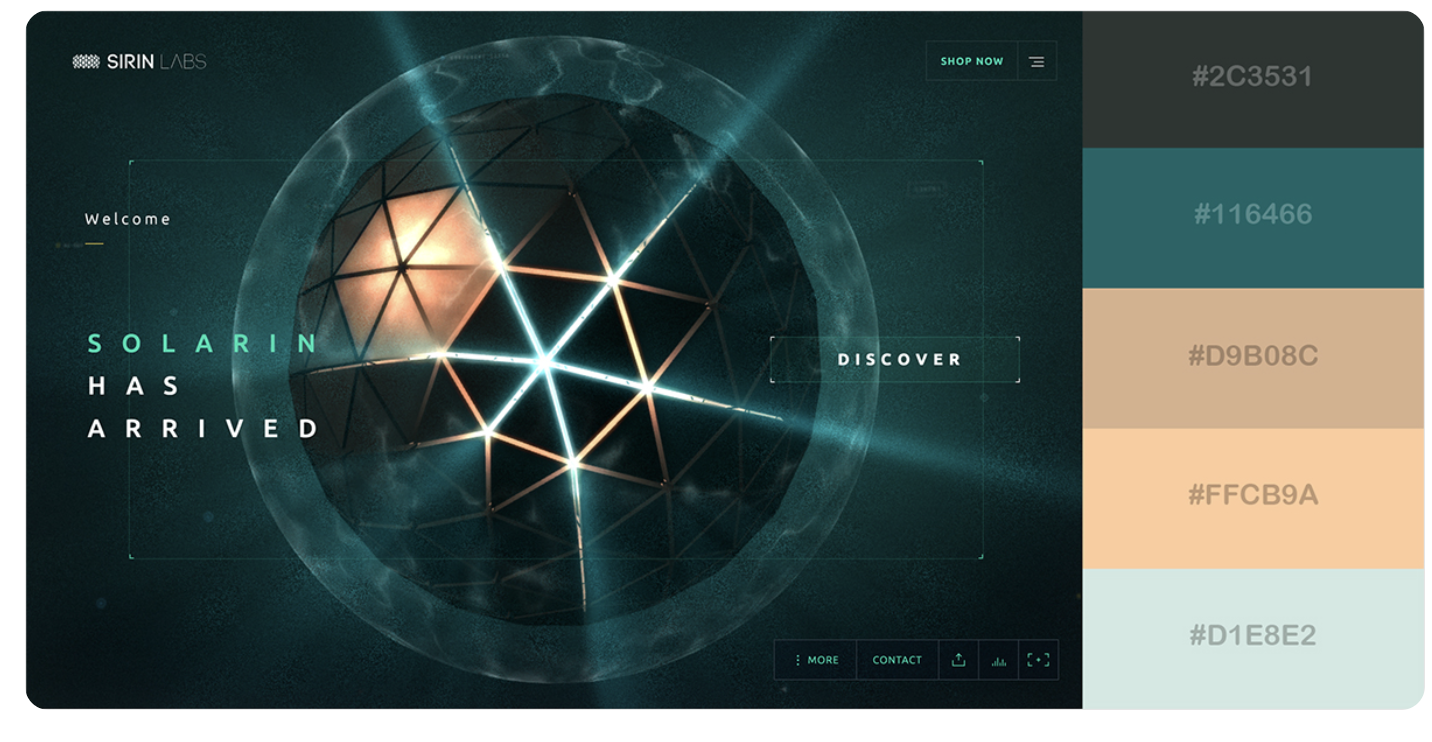 SIRIN LABS
SHOP NOW
Welcome
SOLARIN
HAS
ARRIVED
DISCOVER
MORE
CONTACT
#2C3531
#116466
#D9B08C
#FFCB9A
#D1E8E2